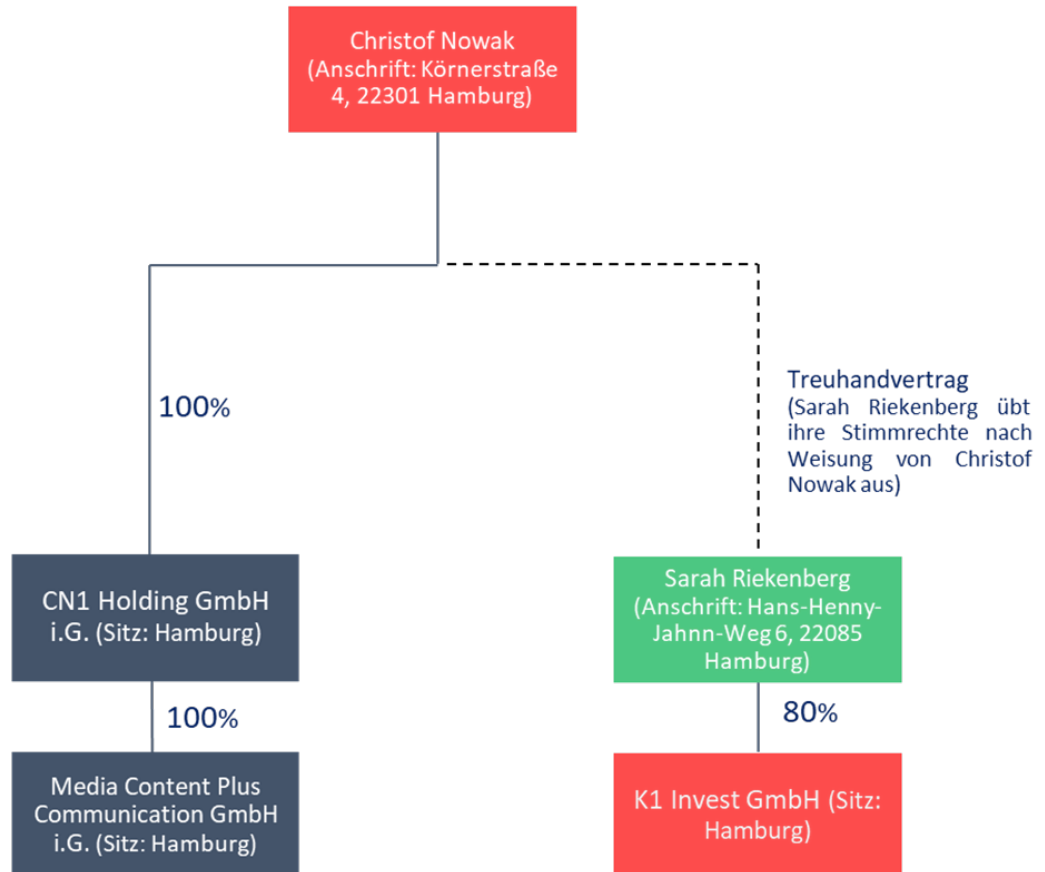 Christof Nowak
(Anschrift: Körnerstraße
4, 22301 Hamburg)
100%
Treuhandvertrag
(Sarah Riekenberg übt
ihre Stimmrechte nach
Weisung von Christof
Nowak aus)
CN1 Holding GmbH
i.G. (Sitz: Hamburg)
Sarah Riekenberg
(Anschrift: Hans-Henny-
Jahnn-Weg 6, 22085
Hamburg)
100%
80%
Media Content Plus
Communication GmbH
i.G. (Sitz: Hamburg)
K1 Invest GmbH (Sitz:
Hamburg)